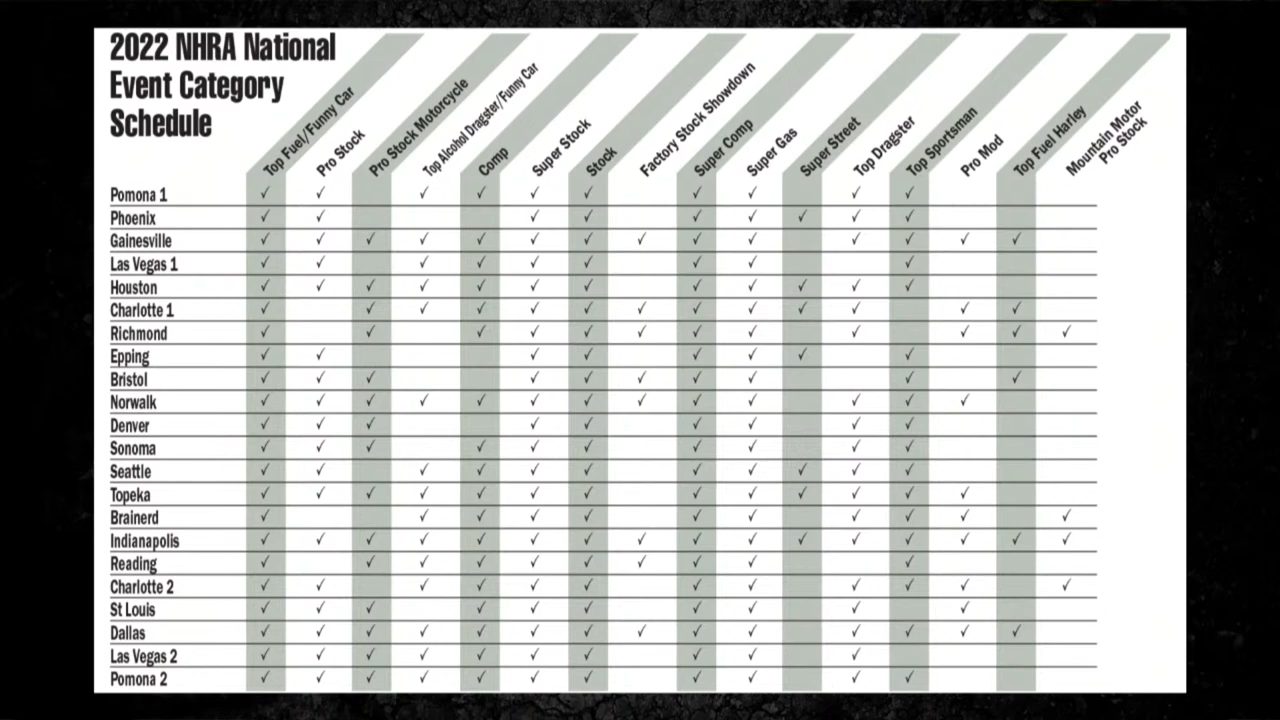 2022 NHRA National
Event Category
Schedule
Top Fuel/Funny Car
Pro Stock
Pro Stock Motorcycle
Top Alcohol Dragster/Funny Car
Comp
Super Stock
Stock
Factory Stock Showdown
Super Comp
Super Gas
Super Street
Top Dragster
Top Sportsman
Pro Mod
Top Fuel Harley
Mountain Motor
Pro Stock
Pomona 1 ✓ ✓ ✓ ✓ ✓ ✓ ✓ ✓ ✓ ✓
Phoenix ✓ ✓ ✓ ✓ ✓ ✓ ✓ ✓ ✓
Gainesville ✓ ✓ ✓ ✓ ✓ ✓ ✓ ✓ ✓ ✓ ✓ ✓ ✓ ✓
Las Vegas 1 ✓ ✓ ✓ ✓ ✓ ✓ ✓ ✓ ✓
Houston ✓ ✓ ✓ ✓ ✓ ✓ ✓ ✓ ✓ ✓ ✓ ✓
Charlotte 1 ✓ ✓ ✓ ✓ ✓ ✓ ✓ ✓ ✓ ✓ ✓ ✓
Richmond ✓ ✓ ✓ ✓ ✓ ✓ ✓ ✓ ✓ ✓ ✓ ✓
Epping ✓ ✓ ✓ ✓ ✓ ✓ ✓ ✓
Bristol ✓ ✓ ✓ ✓ ✓ ✓ ✓ ✓ ✓ ✓
Norwalk ✓ ✓ ✓ ✓ ✓ ✓ ✓ ✓ ✓ ✓ ✓ ✓ ✓
Denver ✓ ✓ ✓ ✓ ✓ ✓ ✓ ✓ ✓
Sonoma ✓ ✓ ✓ ✓ ✓ ✓ ✓ ✓ ✓ ✓
Seattle ✓ ✓ ✓ ✓ ✓ ✓ ✓ ✓ ✓ ✓ ✓
Topeka ✓ ✓ ✓ ✓ ✓ ✓ ✓ ✓ ✓ ✓ ✓ ✓ ✓
Brainerd ✓ ✓ ✓ ✓ ✓ ✓ ✓ ✓ ✓ ✓ ✓
Indianapolis ✓ ✓ ✓ ✓ ✓ ✓ ✓ ✓ ✓ ✓ ✓ ✓ ✓ ✓ ✓ ✓
Reading ✓ ✓ ✓ ✓ ✓ ✓ ✓ ✓ ✓ ✓
Charlotte 2 ✓ ✓ ✓ ✓ ✓ ✓ ✓ ✓ ✓ ✓ ✓ ✓
St Louis ✓ ✓ ✓ ✓ ✓ ✓ ✓ ✓ ✓ ✓
Dallas ✓ ✓ ✓ ✓ ✓ ✓ ✓ ✓ ✓ ✓ ✓ ✓ ✓ ✓
Las Vegas 2 ✓ ✓ ✓ ✓ ✓ ✓ ✓ ✓ ✓ ✓
Pomona 2 ✓ ✓ ✓ ✓ ✓ ✓ ✓ ✓ ✓ ✓ ✓